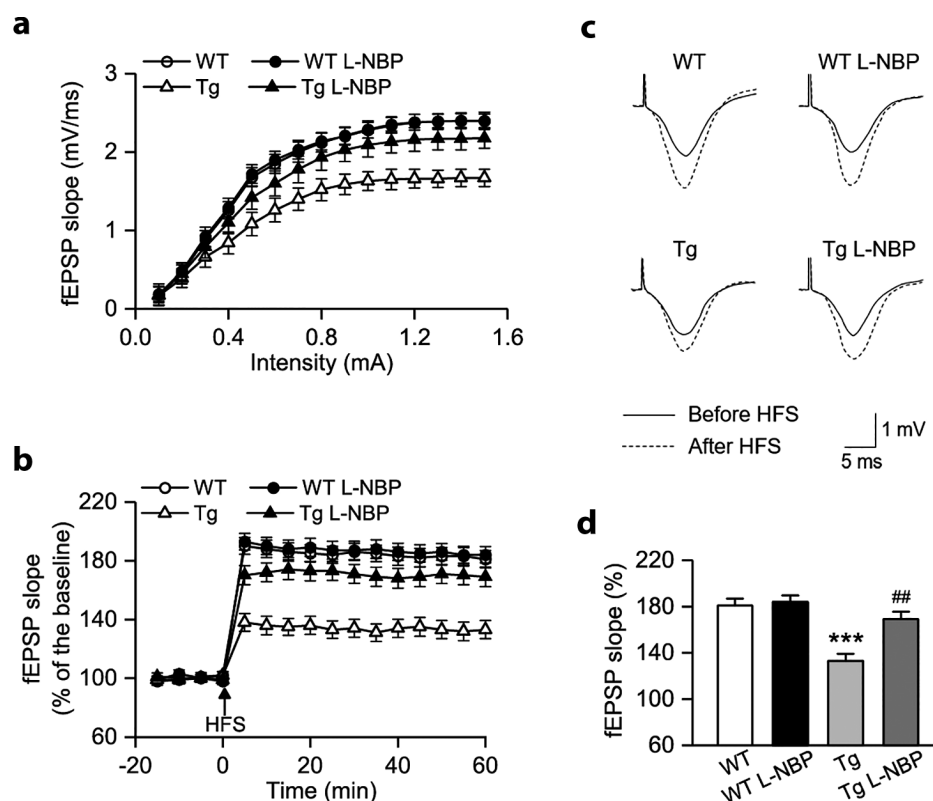 a
WT
WT L-NBP
Tg
Tg L-NBP
3
2
1
0
fEPSP slope (mV/ms)
0.0
0.4
0.8
1.2
1.6
Intensity (mA)
b
WT
WT L-NBP
Tg
Tg L-NBP
220
180
140
100
60
fEPSP slope
(% of the baseline)
HFS
-20
0
20
40
60
Time (min)
c
WT
WT L-NBP
Tg
Tg L-NBP
Before HFS
After HFS
1 mV
5 ms
d
220
180
140
100
60
fEPSP slope (%)
***
##
WT
WT L-NBP
Tg
Tg L-NBP